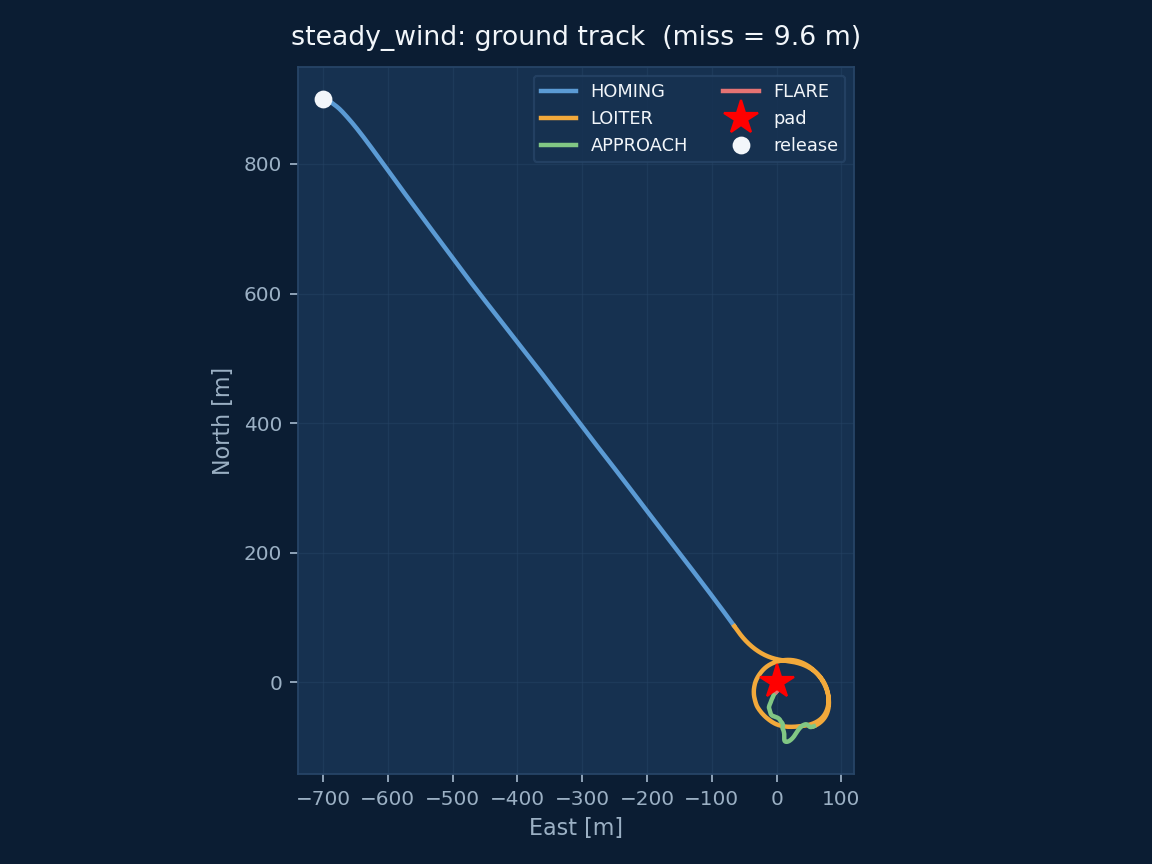 steady_wind: ground track  (miss = 9.6 m)
HOMING
LOITER
APPROACH
FLARE
pad
release
North [m]
800
600
400
200
0
−700 −600 −500 −400 −300 −200 −100 0 100
East [m]